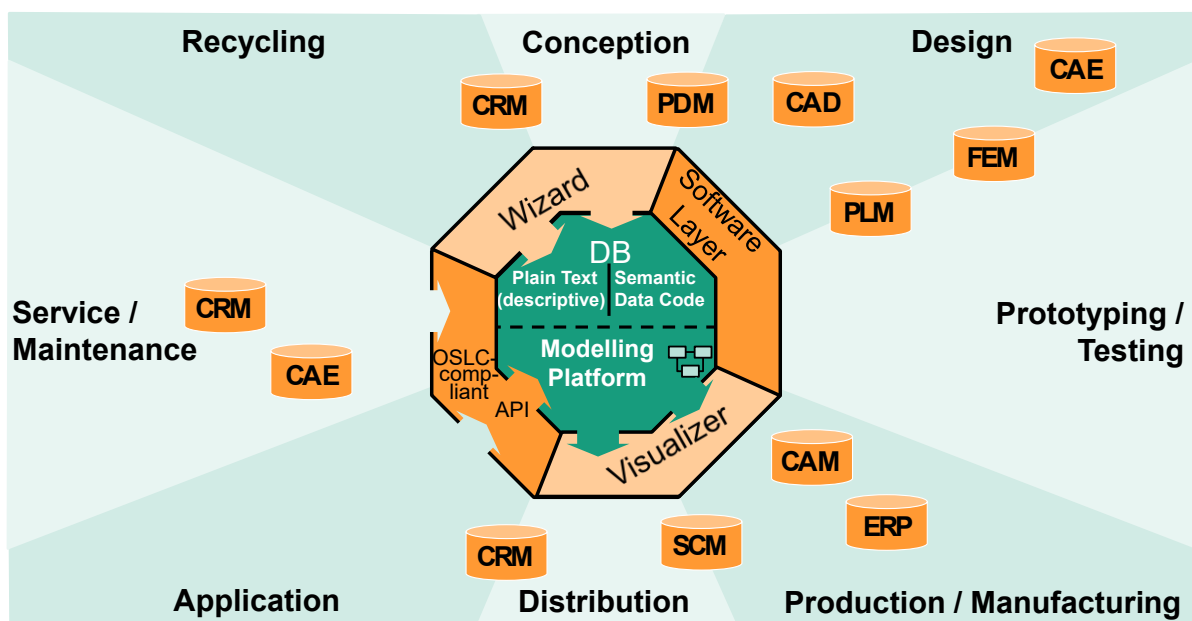 Recycling
Conception
Design
CAE
CRM
PDM
CAD
FEM
PLM
Wizard
Software
Layer
DB
Plain Text
(descriptive)
Semantic
Data Code
Modelling
Platform
OSLC-
comp-
liant
API
Visualizer
CRM
CAE
Service /
Maintenance
Prototyping /
Testing
CAM
ERP
CRM
SCM
Application
Distribution
Production / Manufacturing